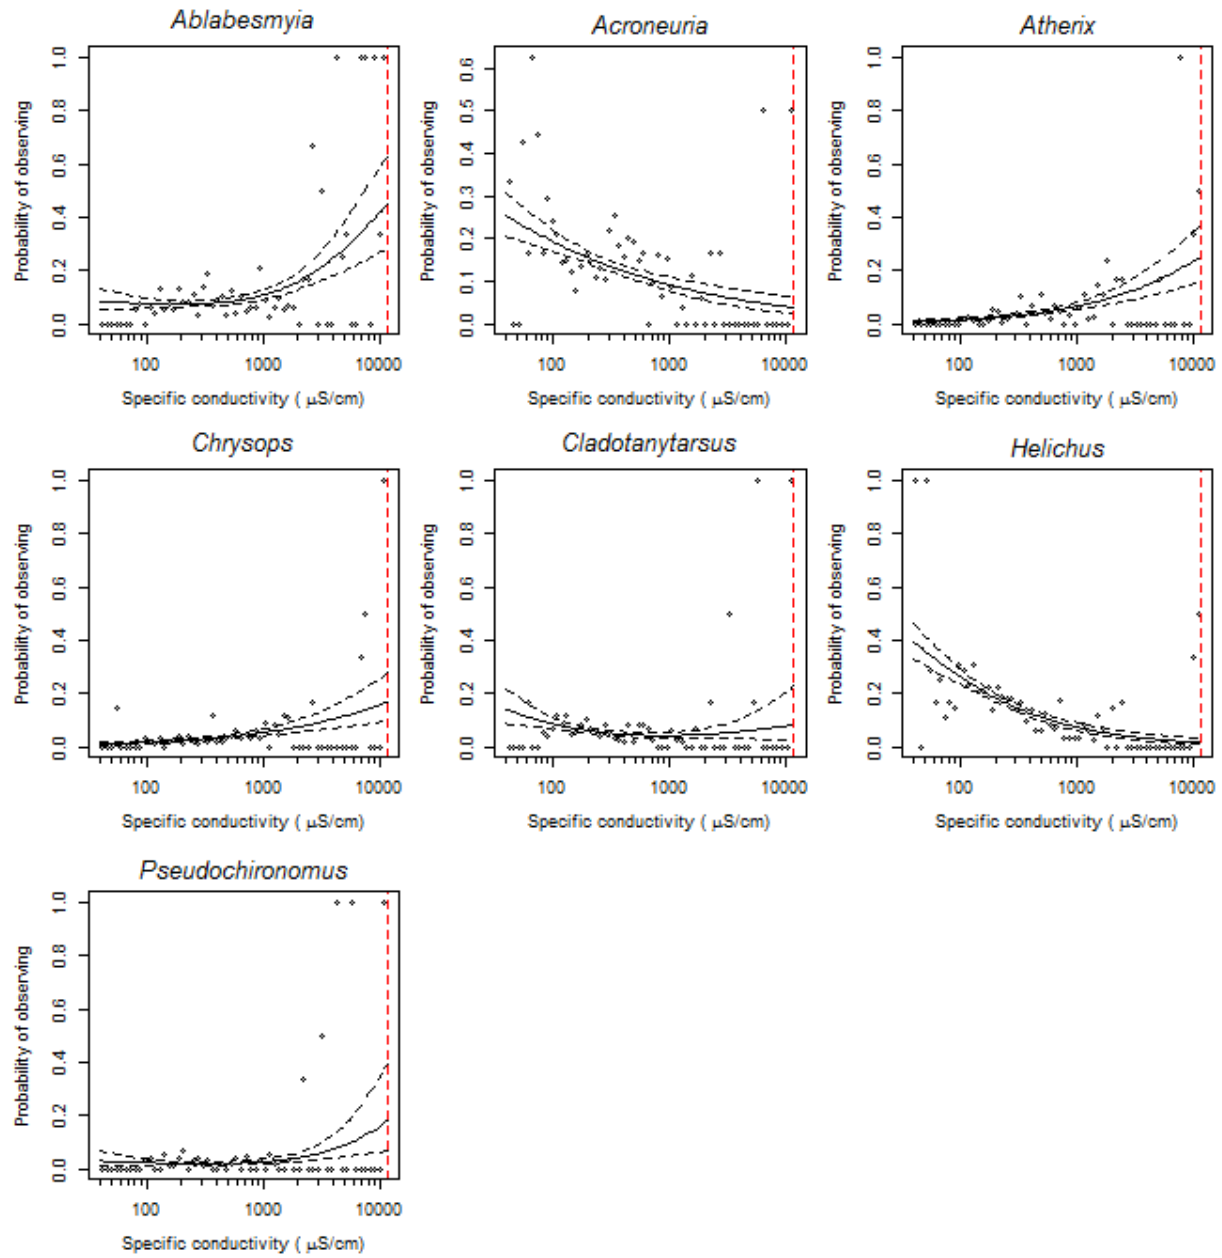 Ablabesmyia
Acroneuria
Atherix
Probability of observing
0.0 0.2 0.4 0.6 0.8 1.0
100 1000 10000
Specific conductivity ( μS/cm)
Probability of observing
0.0 0.1 0.2 0.3 0.4 0.5 0.6
100 1000 10000
Specific conductivity ( μS/cm)
Probability of observing
0.0 0.2 0.4 0.6 0.8 1.0
100 1000 10000
Specific conductivity ( μS/cm)
Chrysops
Cladotanytarsus
Helichus
Probability of observing
0.0 0.2 0.4 0.6 0.8 1.0
100 1000 10000
Specific conductivity ( μS/cm)
Probability of observing
0.0 0.2 0.4 0.6 0.8 1.0
100 1000 10000
Specific conductivity ( μS/cm)
Probability of observing
0.0 0.2 0.4 0.6 0.8 1.0
100 1000 10000
Specific conductivity ( μS/cm)
Pseudochironomus
Probability of observing
0.0 0.2 0.4 0.6 0.8 1.0
100 1000 10000
Specific conductivity ( μS/cm)